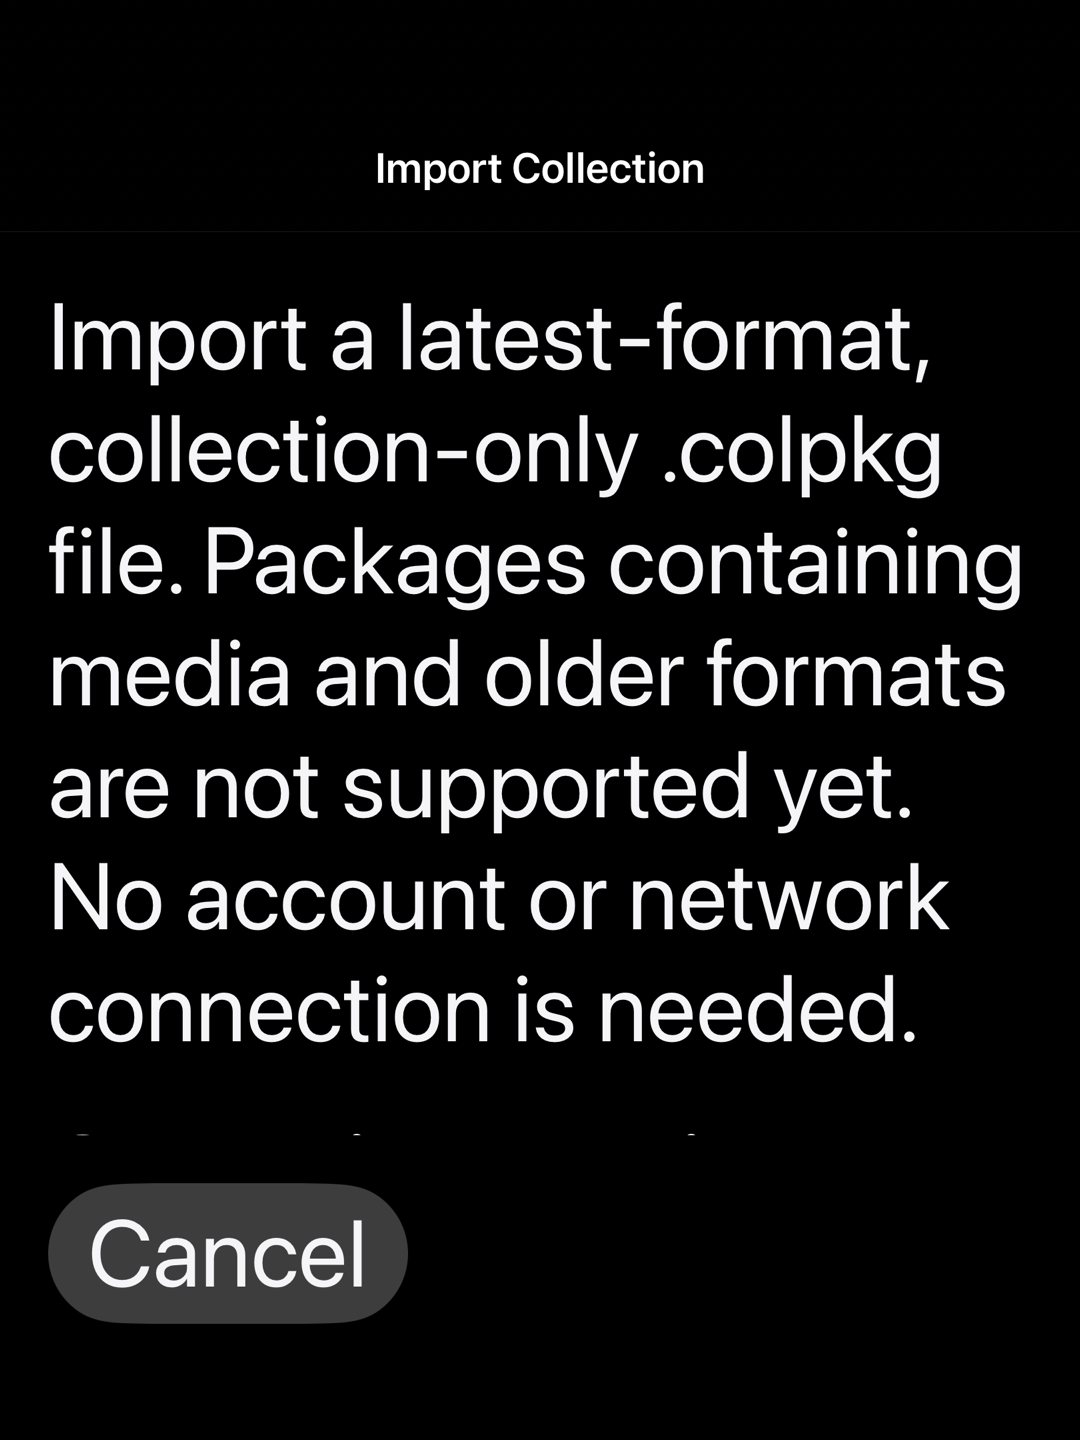 Import Collection
Import a latest-format,
collection-only .colpkg
file. Packages containing
media and older formats
are not supported yet.
No account or network
connection is needed.
Cancel